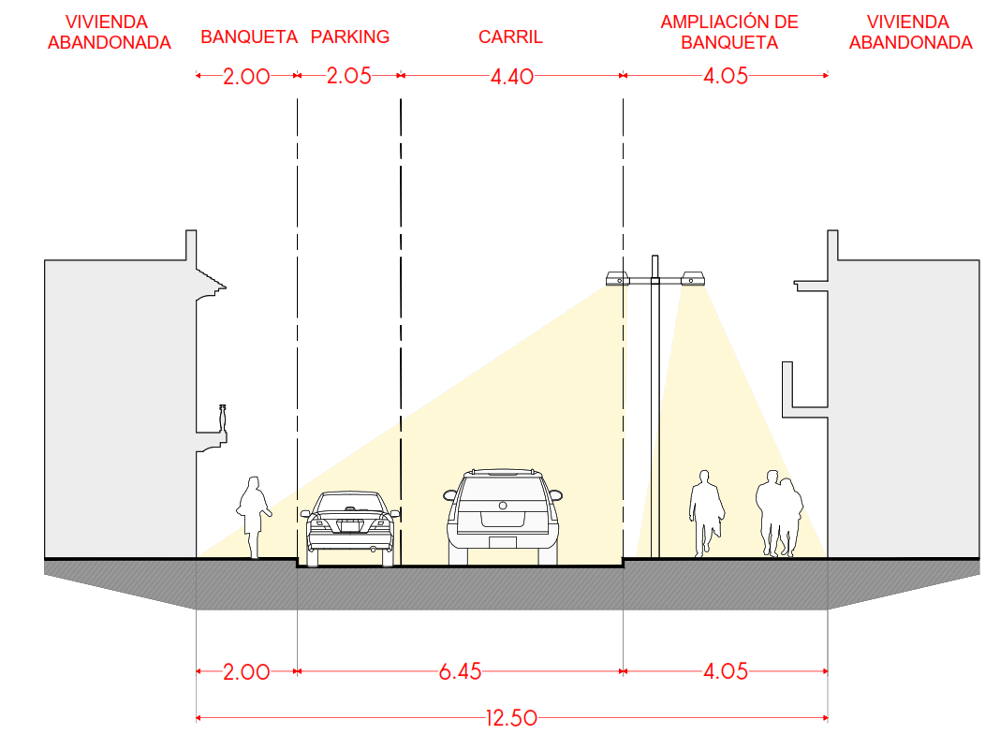 VIVIENDA
ABANDONADA
BANQUETA
PARKING
CARRIL
AMPLIACIÓN DE
BANQUETA
VIVIENDA
ABANDONADA
2.00
2.05
4.40
4.05
2.00
6.45
4.05
12.50